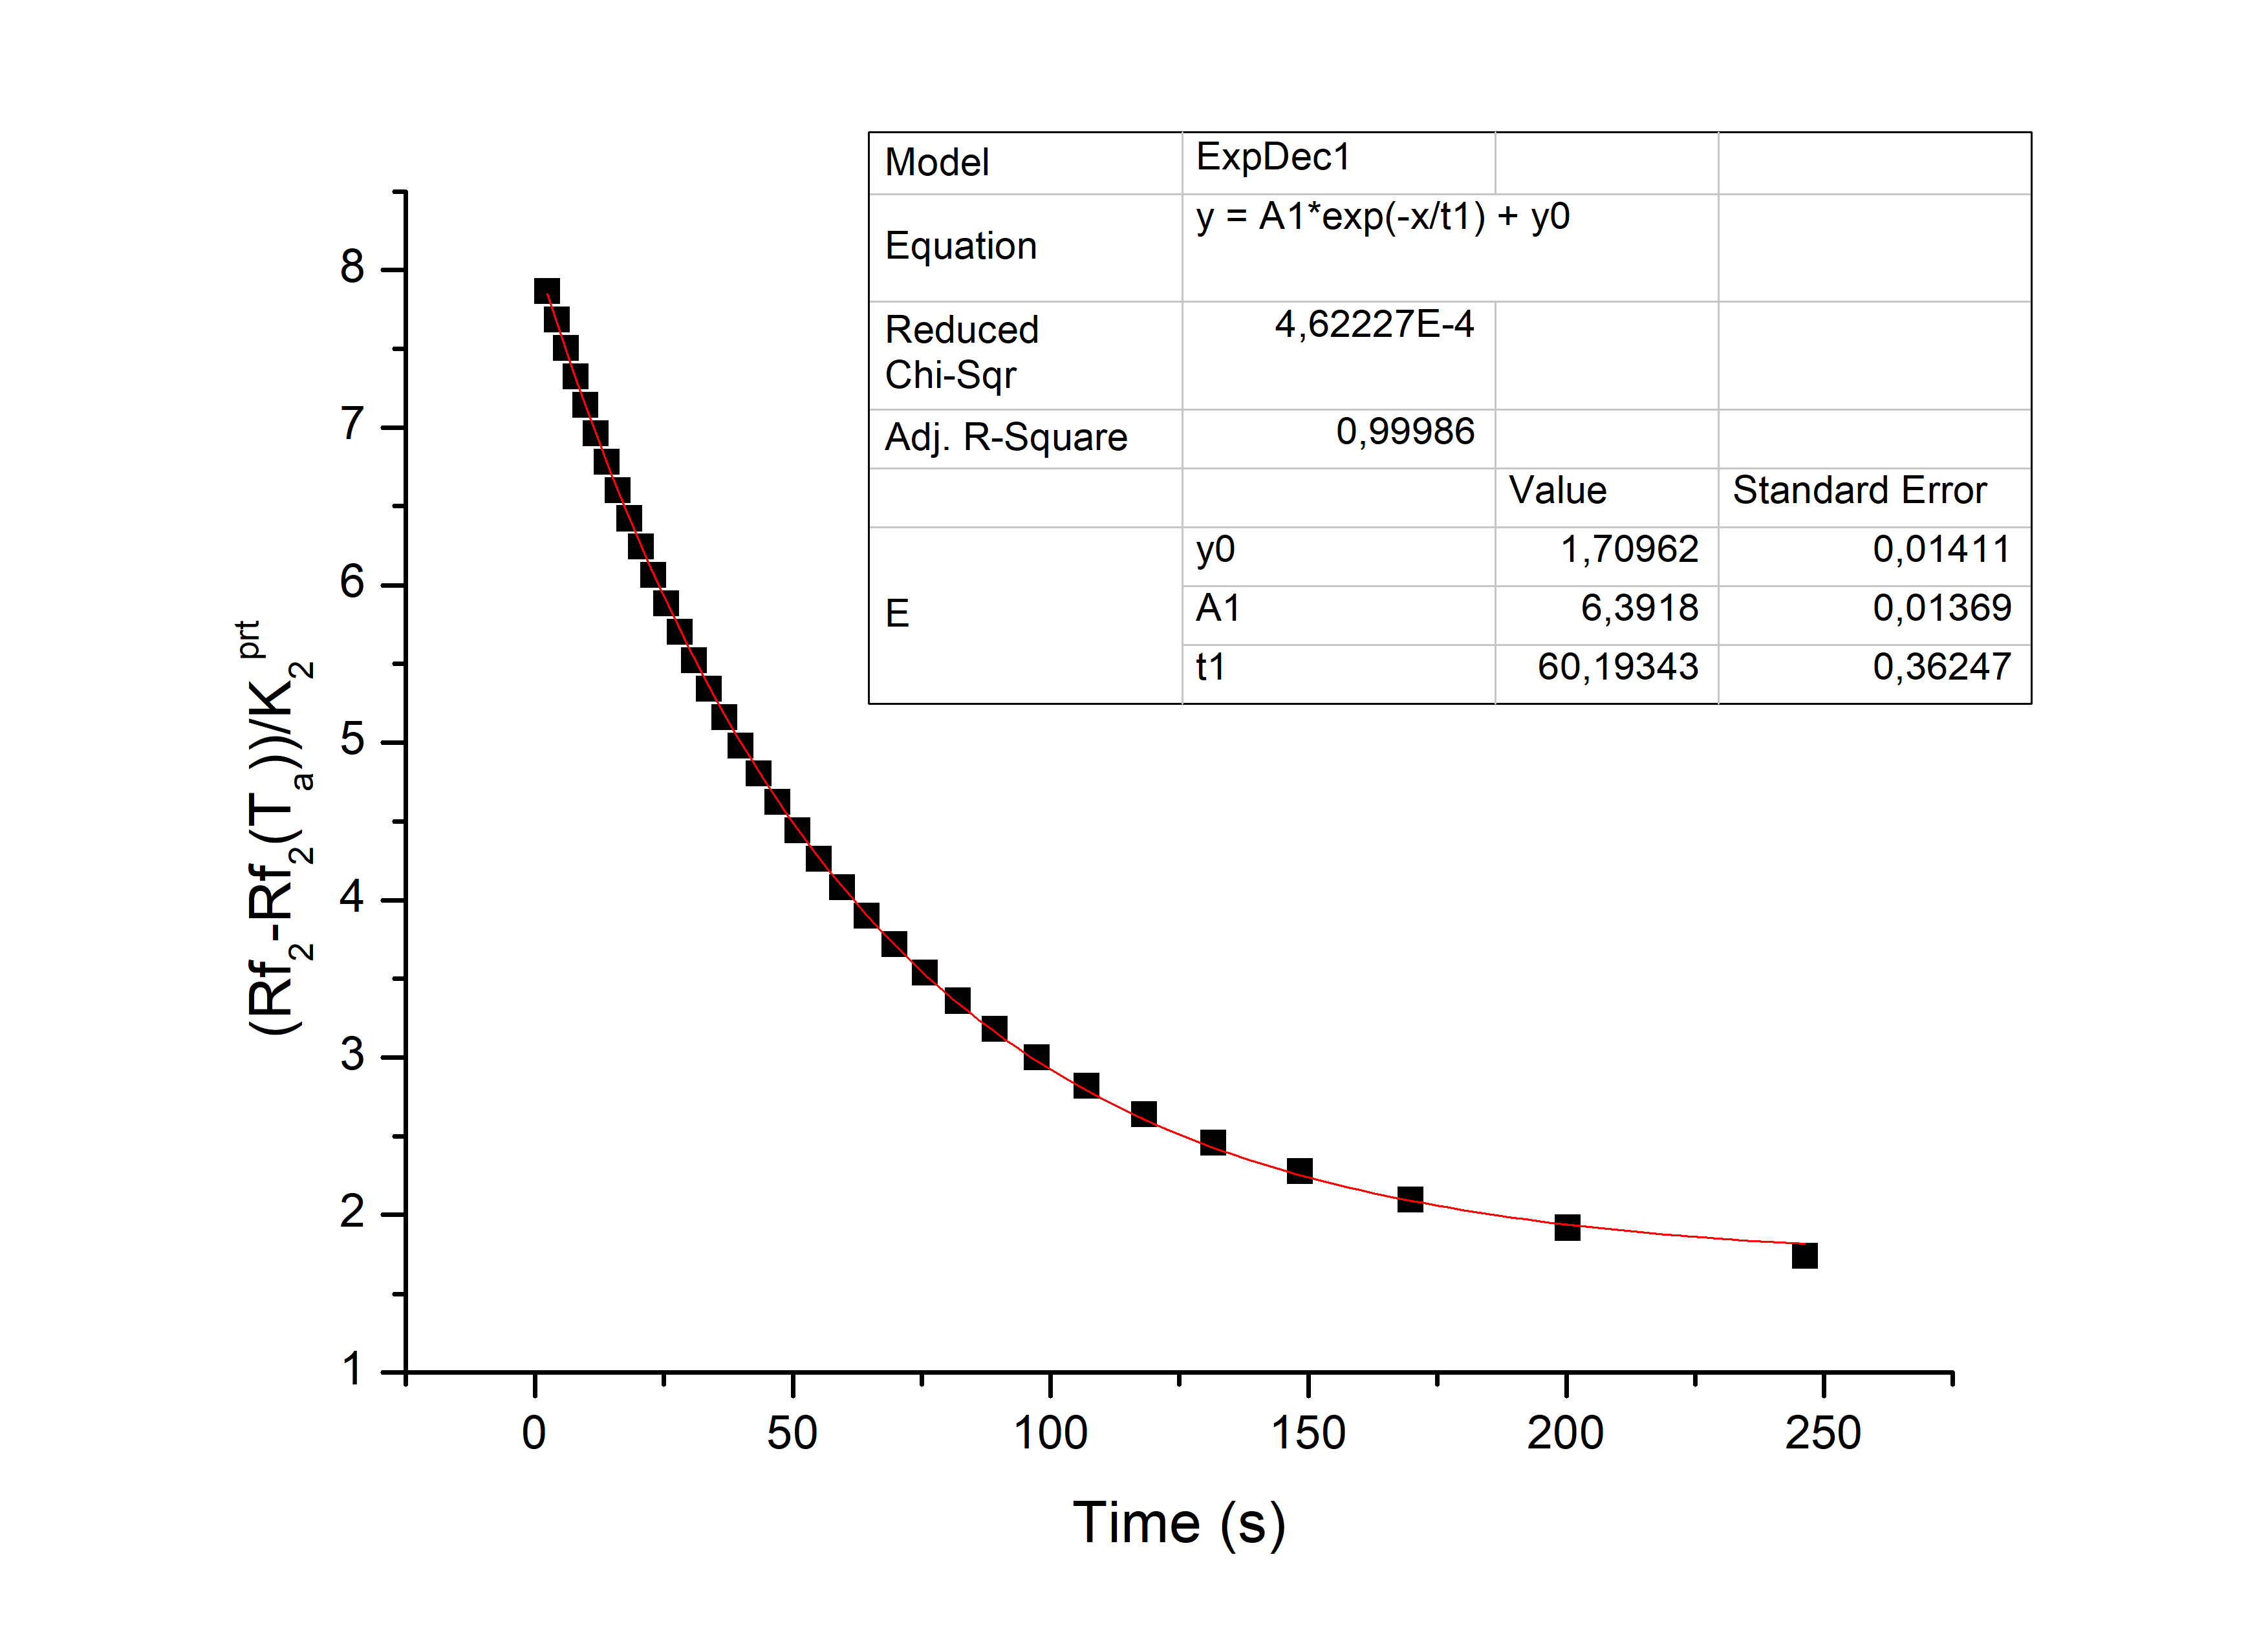 Model ExpDec1
Equation y = A1*exp(-x/t1) + y0
Reduced Chi-Sqr 4,62227E-4
Adj. R-Square 0,99986
Value Standard Error
E y0 1,70962 0,01411
A1 6,3918 0,01369
t1 60,19343 0,36247
8
7
6
5
4
3
2
1
(Rf2-Rf2(Ta))/K2prt
0 50 100 150 200 250
Time (s)